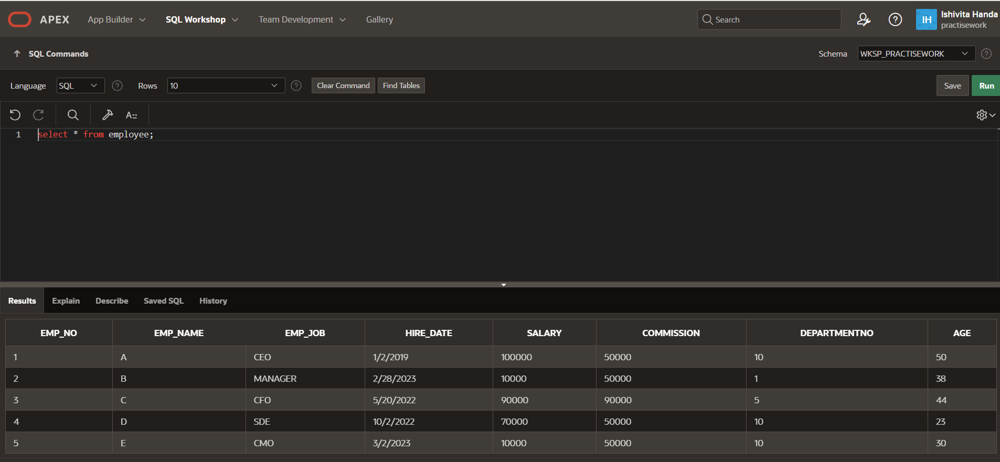 APEX App Builder SQL Workshop Team Development Gallery Search IH Ishivita Handa
practisework
SQL Commands Schema WKSP_PRACTISEWORK ?
Language SQL ? Rows 10 ? Clear Command Find Tables Save Run
A::
1 select * from employee;
Results Explain Describe Saved SQL History
EMP_NO EMP_NAME EMP_JOB HIRE_DATE SALARY COMMISSION DEPARTMENTNO AGE
1 A CEO 1/2/2019 100000 50000 10 50
2 B MANAGER 2/28/2023 10000 50000 1 38
3 C CFO 5/20/2022 90000 90000 5 44
4 D SDE 10/2/2022 70000 50000 10 23
5 E CMO 3/2/2023 10000 50000 10 30